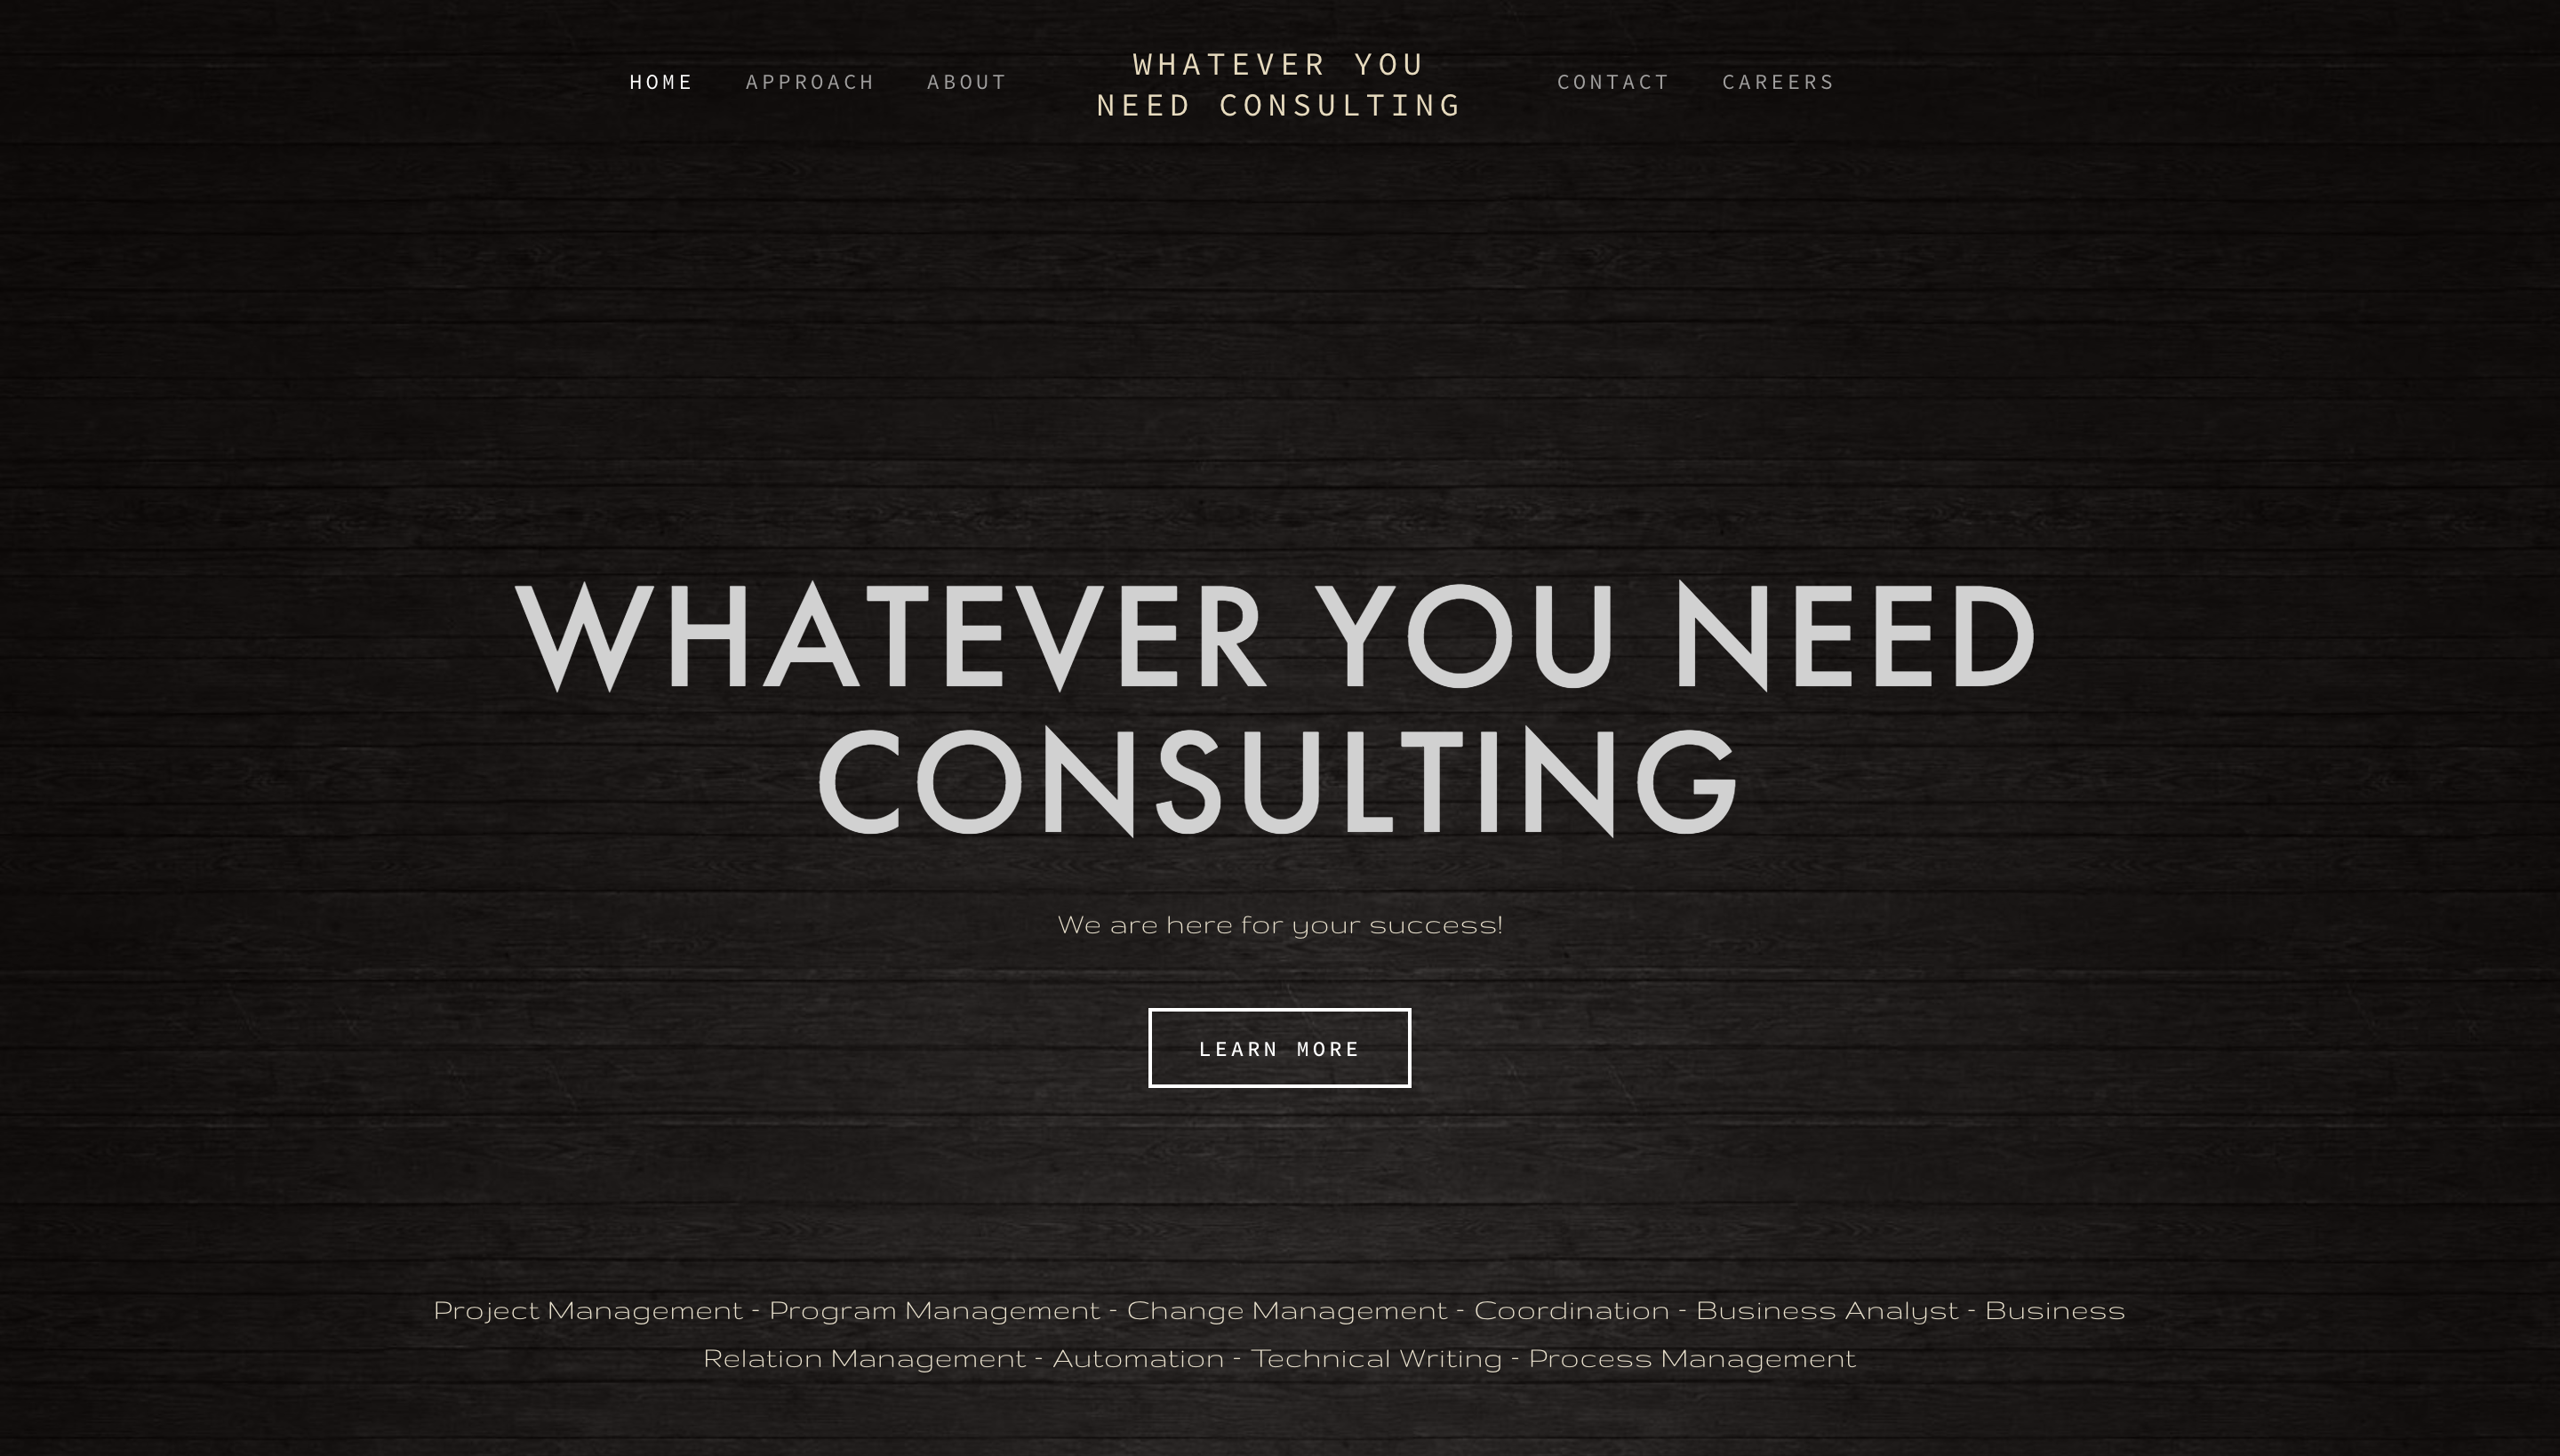 HOME APPROACH ABOUT
WHATEVER YOU
NEED CONSULTING
CONTACT CAREERS
WHATEVER YOU NEED
CONSULTING
We are here for your success!
LEARN MORE
Project Management - Program Management - Change Management - Coordination - Business Analyst - Business
Relation Management - Automation - Technical Writing - Process Management